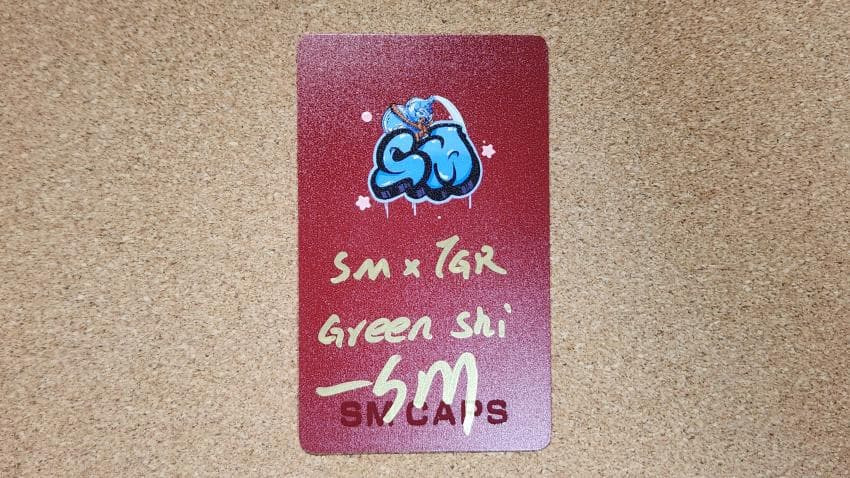 SM
SM x TGR
Green Shi
-SM
SM CAPS